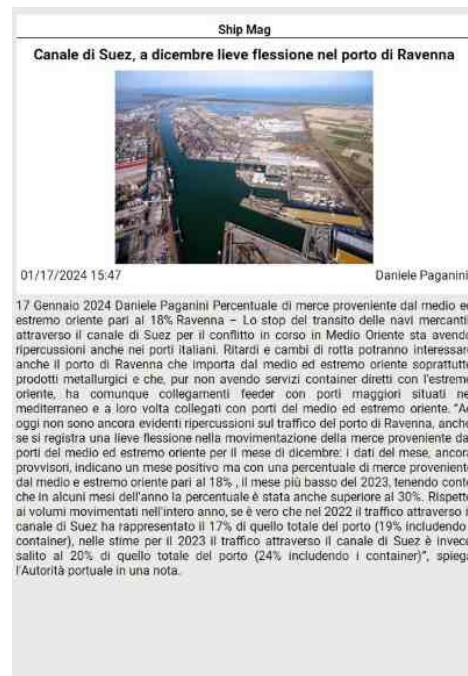 Ship Mag
Canale di Suez, a dicembre lieve flessione nel porto di Ravenna
01/17/2024 15:47
Daniele Paganini
17 Gennaio 2024 Daniele Paganini Percentuale di merce proveniente dal medio ed
estremo oriente pari al 18% Ravenna – Lo stop del transito delle navi mercanti
attraverso il canale di Suez per il conflitto in corso in Medio Oriente sta avendo
ripercussioni anche nei porti italiani. Ritardi e cambi di rotta potranno interessare
anche il porto di Ravenna che importa dal medio ed estremo oriente soprattutto
prodotti metallurgici e che, pur non avendo servizi container diretti con l'estremo
oriente, ha comunque collegamenti feeder con porti maggiori situati ne
mediterraneo e a loro volta collegati con porti del medio ed estremo oriente. "Ad
oggi non sono ancora evidenti ripercussioni sul traffico del porto di Ravenna, anche
se si registra una lieve flessione nella movimentazione della merce proveniente da
porti del medio ed estremo oriente per il mese di dicembre: i dati del mese, ancora
provvisori, indicano un mese positivo ma con una percentuale di merce proveniente
dal medio e estremo oriente pari al 18% , il mese più basso del 2023, tenendo conto
che in alcuni mesi dell'anno la percentuale è stata anche superiore al 30%. Rispetto
ai volumi movimentati nell'intero anno, se è vero che nel 2022 il traffico attraverso i
canale di Suez ha rappresentato il 17% di quello totale del porto (19% includendo i
container), nelle stime per il 2023 il traffico attraverso il canale di Suez è invece
salito al 20% di quello totale del porto (24% includendo i container)", spiega
l'Autorità portuale in una nota.